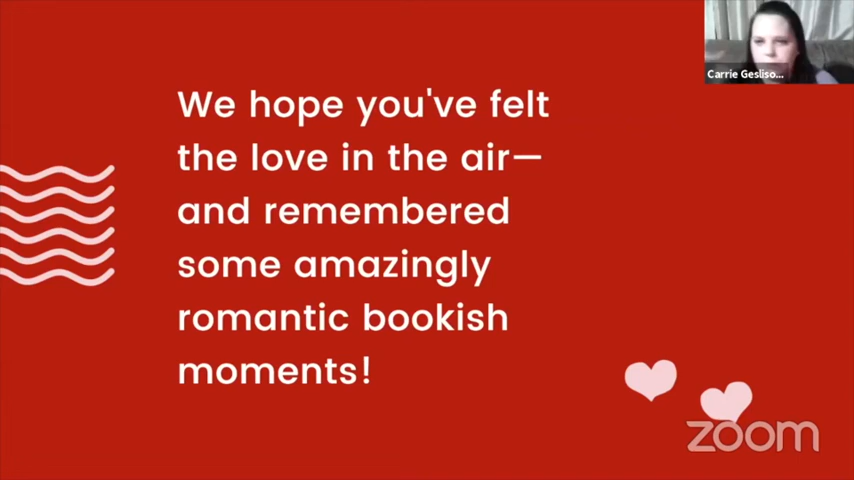 Carrie Gesliso...
We hope you've felt
the love in the air—
and remembered
some amazingly
romantic bookish
moments!
zoom